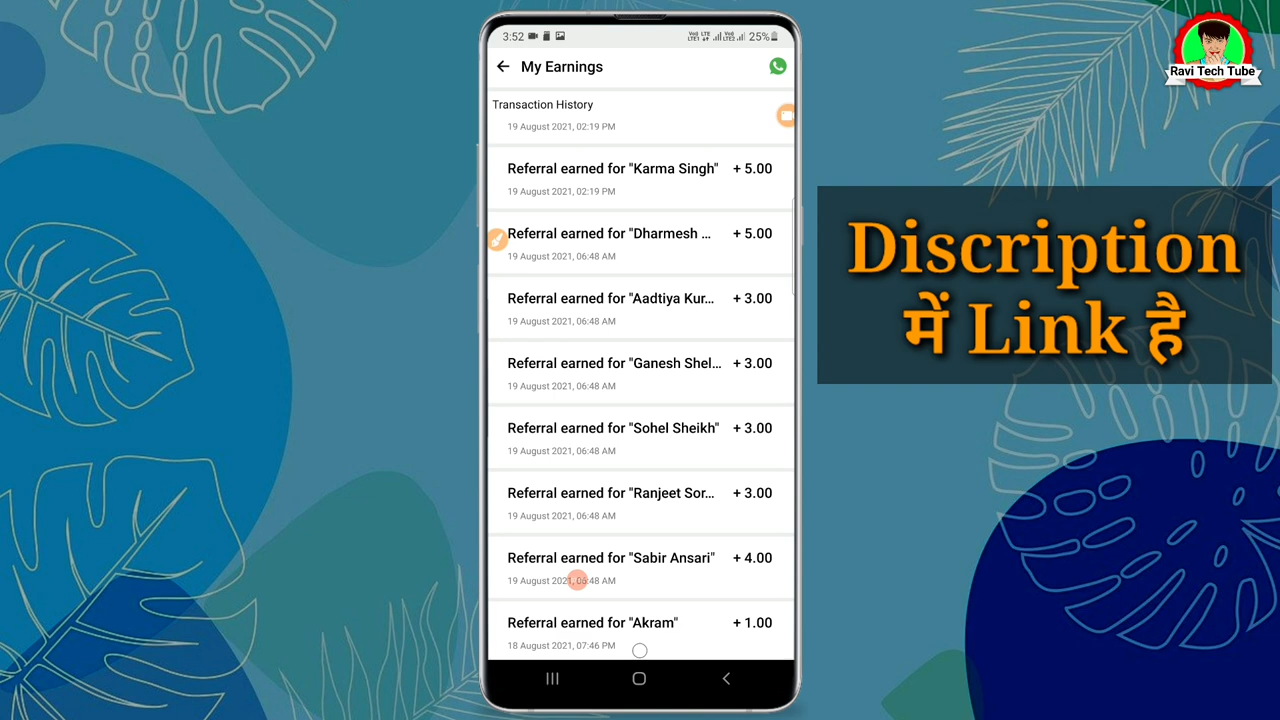 3:52
VoLTE1 LTE VoLTE2 25%
My Earnings
Transaction History
19 August 2021, 02:19 PM
Referral earned for "Karma Singh" + 5.00
19 August 2021, 02:19 PM
Referral earned for "Dharmesh ... + 5.00
19 August 2021, 06:48 AM
Referral earned for "Aadtiya Kur... + 3.00
19 August 2021, 06:48 AM
Referral earned for "Ganesh Shel... + 3.00
19 August 2021, 06:48 AM
Referral earned for "Sohel Sheikh" + 3.00
19 August 2021, 06:48 AM
Referral earned for "Ranjeet Sor... + 3.00
19 August 2021, 06:48 AM
Referral earned for "Sabir Ansari" + 4.00
19 August 2021, 06:48 AM
Referral earned for "Akram" + 1.00
18 August 2021, 07:46 PM
Ravi Tech Tube
Discription
में Link है